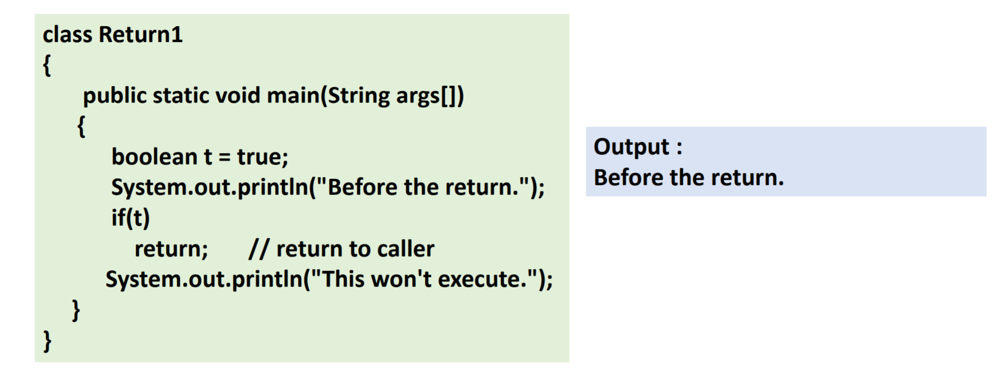 class Return1
{
public static void main(String args[])
{
boolean t = true;
System.out.println("Before the return.");
if(t)
return; // return to caller
System.out.println("This won't execute.");
}
}
Output :
Before the return.